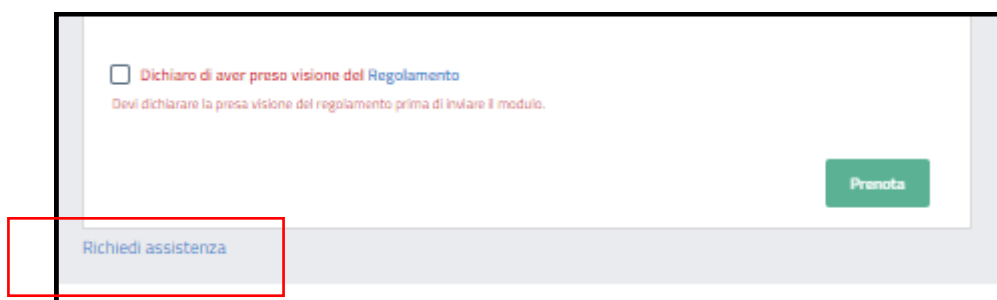 Dichiaro di aver preso visione del Regolamento
Devi dichiarare la presa visione del regolamento prima di inviare il modulo.
Prenota
Richiedi assistenza